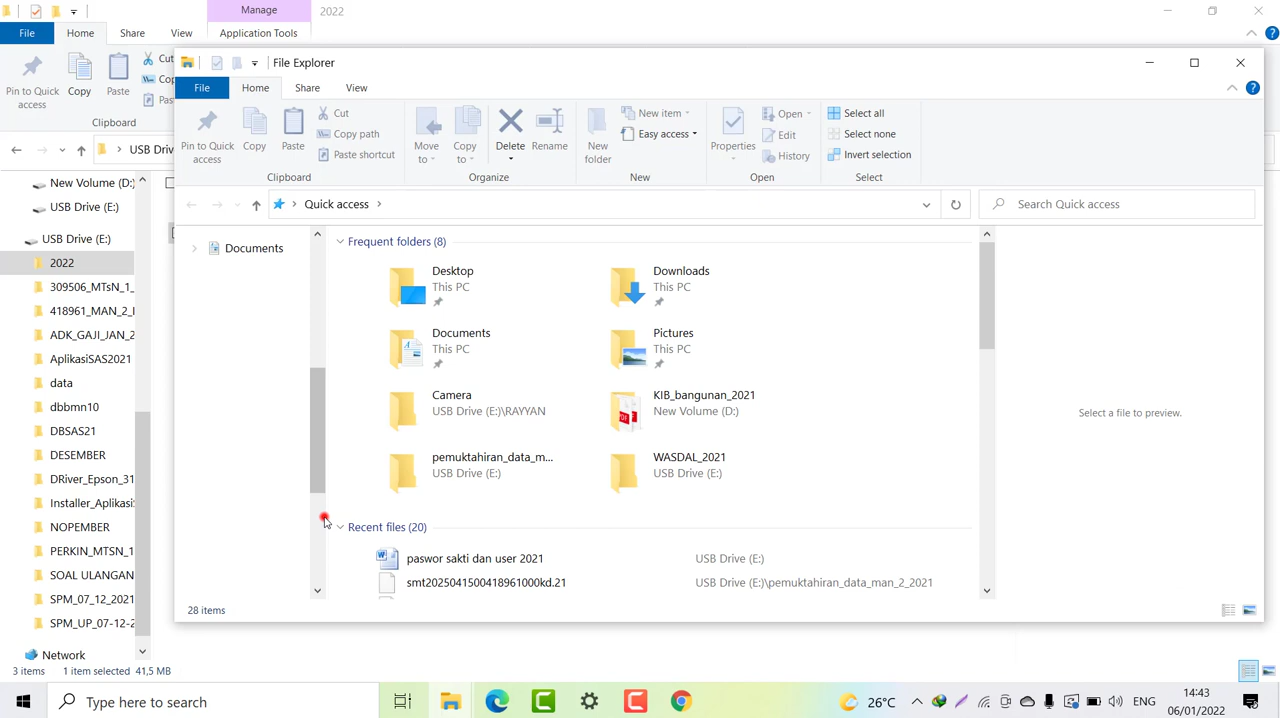 Manage
2022
File
Home
Share
View
Application Tools
Pin to Quick
access
Copy
Paste
Cut
Clipboard
USB Driv
New Volume (D:)
USB Drive (E:)
USB Drive (E:)
2022
309506_MTsN_1_
ADK_GAJI_JAN_2
AplikasiSAS2021
data
dbbmn10
DBSAS21
DESEMBER
DRiver_Epson_31
Installer_Aplikasi
NOPEMBER
PERKIN_MTSN_1
SOAL ULANGAN
SPM_07_12_2021
SPM_UP_07-12-2
Network
3 items
1 item selected
41,5 MB
File Explorer
File
Home
Share
View
Pin to Quick
access
Copy
Paste
Cut
Copy path
Paste shortcut
Clipboard
Move
to
Copy
to
Delete
Rename
Organize
New
folder
New item
Easy access
New
Properties
Open
Edit
History
Open
Select all
Select none
Invert selection
Select
Quick access
Search Quick access
Documents
Frequent folders (8)
Desktop
This PC
Downloads
This PC
Documents
This PC
Pictures
This PC
Camera
USB Drive (E:)\RAYYAN
KIB_bangunan_2021
New Volume (D:)
pemuktahiran_data_m...
USB Drive (E:)
WASDAL_2021
USB Drive (E:)
Recent files (20)
paswor sakti dan user 2021
USB Drive (E:)
smt2025041500418961000kd.21
USB Drive (E:)\pemuktahiran_data_man_2_2021
Select a file to preview.
28 items
Type here to search
26°C
ENG
14:43
06/01/2022